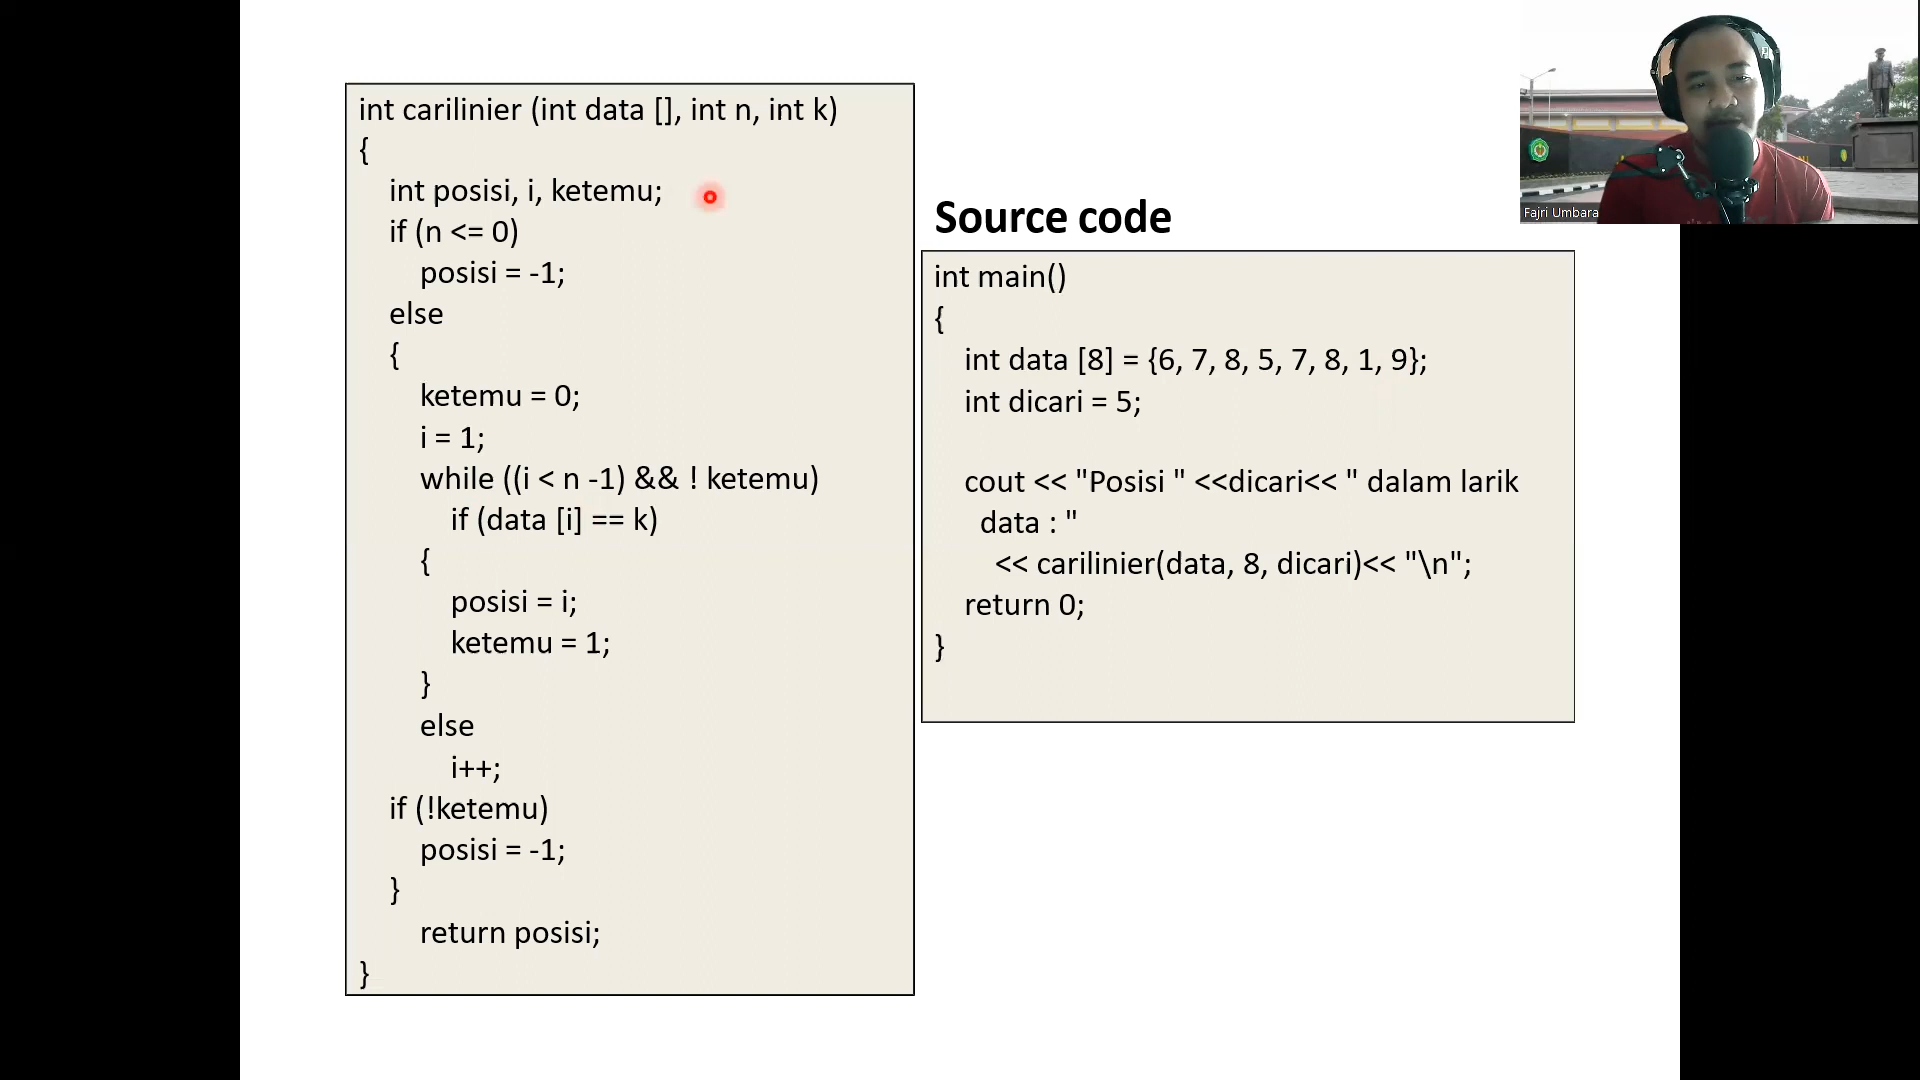 int carilinier (int data [], int n, int k)
{
int posisi, i, ketemu;
if (n <= 0)
posisi = -1;
else
{
ketemu = 0;
i = 1;
while ((i < n -1) && ! ketemu)
if (data [i] == k)
{
posisi = i;
ketemu = 1;
}
else
i++;
if (!ketemu)
posisi = -1;
}
return posisi;
}
Source code
int main()
{
int data [8] = {6, 7, 8, 5, 7, 8, 1, 9};
int dicari = 5;
cout << "Posisi " <<dicari<< " dalam larik
data : "
<< carilinier(data, 8, dicari)<< "\n";
return 0;
}
Fajri Umbara